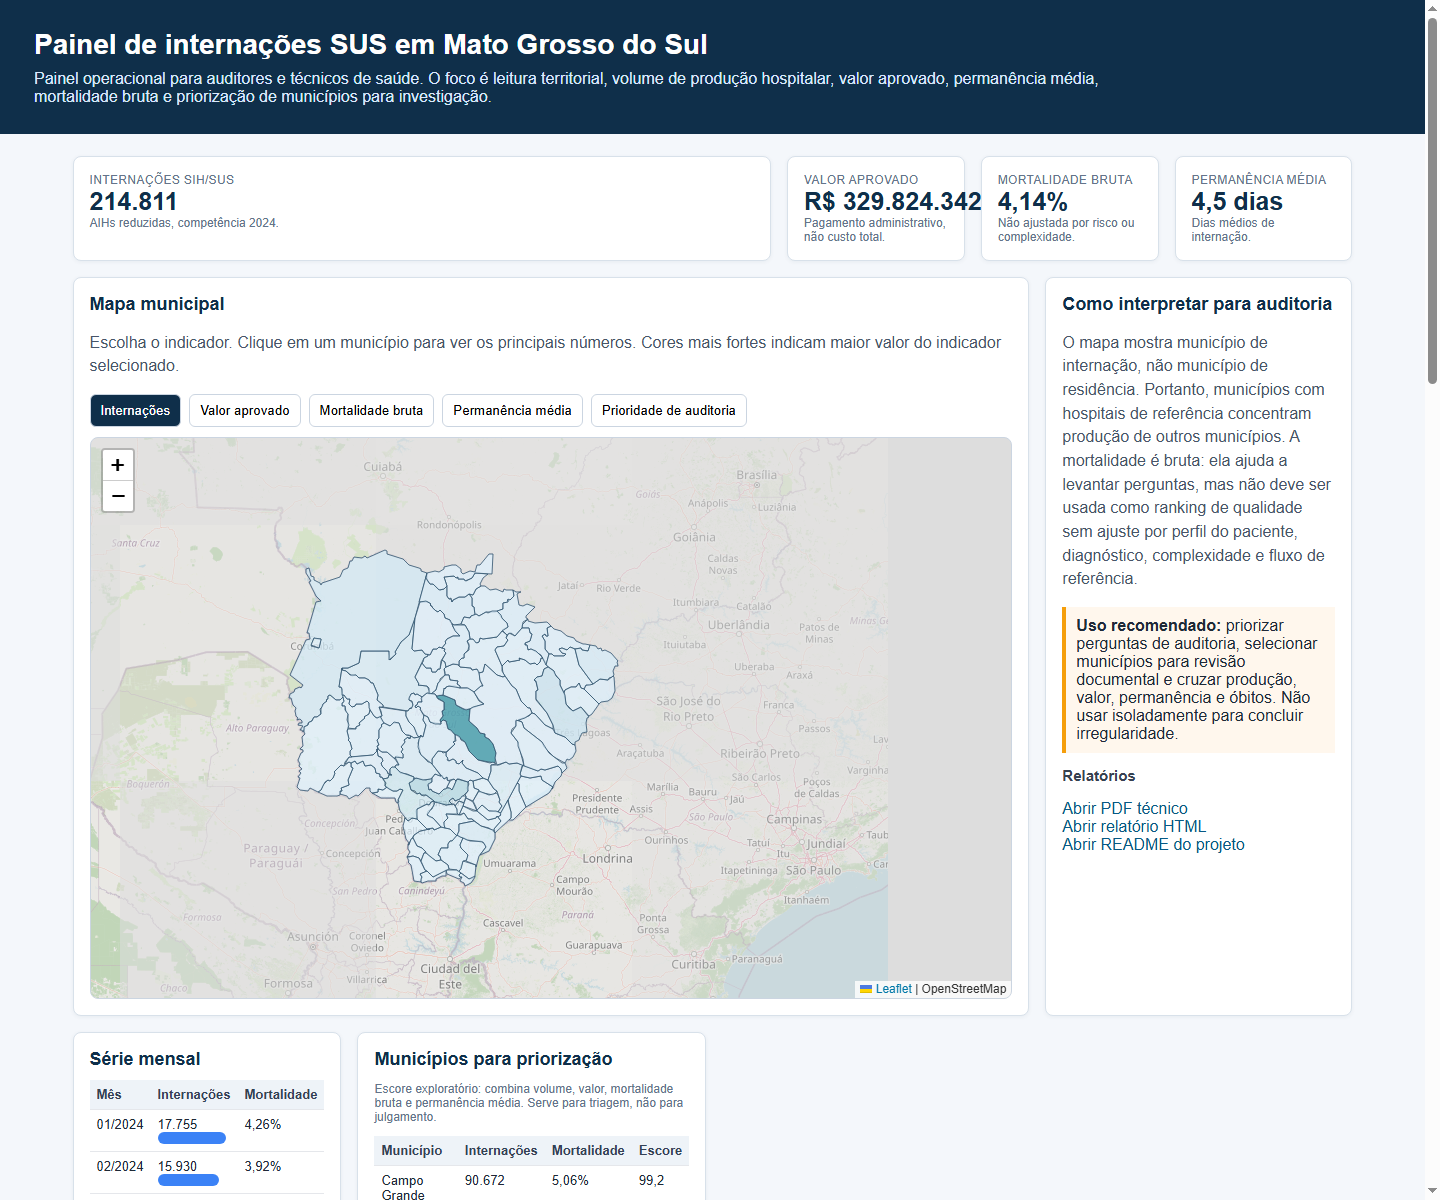 Painel de internações SUS em Mato Grosso do Sul
Painel operacional para auditores e técnicos de saúde. O foco é leitura territorial, volume de produção hospitalar, valor aprovado, permanência média,
mortalidade bruta e priorização de municípios para investigação.
INTERNAÇÕES SIH/SUS
214.811
AIHs reduzidas, competência 2024.
VALOR APROVADO
R$ 329.824.342
Pagamento administrativo,
não custo total.
MORTALIDADE BRUTA
4,14%
Não ajustada por risco ou
complexidade.
PERMANÊNCIA MÉDIA
4,5 dias
Dias médios de
internação.
Mapa municipal
Escolha o indicador. Clique em um município para ver os principais números. Cores mais fortes indicam maior valor do indicador
selecionado.
Internações
Valor aprovado
Mortalidade bruta
Permanência média
Prioridade de auditoria
+
−
Cuiabá
Brasília
Goiás
Anápolis
Luziânia
Rondonópolis
Goiânia
Santa Cruz
Caldas
Novas
Jataí
Rio Verde
Itumbiara
Catalão
Uberlândia
Patos de
Minas
Minas Ge
Ituiutaba
Uberaba
Araxá
São José do
Rio Preto
Franca
Passos
Alto Paraguay
Lav
Araçatuba
Ribeirão Preto
Varginha
São Carlos
Poços
de Caldas
Boquerón
Marília
Bauru
Jaú
Presidente
Prudente
Assis
São Paulo
Campinas
Concepción
Ped
Juan Caball
Ourinhos
Tatuí
Jundiaí
Taub
Paraguay /
Paraguái
Concepción
Umuarama
Londrina
Itu
Itapetininga
São Paulo
Car
San Pedro
Canindeyú
Campo
Mourão
Itanhaém
Formosa
Paraná
Ponta
Grossa
Cascavel
Asunción
Coronel
Oviedo
Guarapuava
Ciudad del
Este
Curitiba
Paranaguá
Villarrica
Formosa
Chaco
Leaflet | OpenStreetMap
Como interpretar para auditoria
O mapa mostra município de
internação, não município de
residência. Portanto, municípios com
hospitais de referência concentram
produção de outros municípios. A
mortalidade é bruta: ela ajuda a
levantar perguntas, mas não deve ser
usada como ranking de qualidade
sem ajuste por perfil do paciente,
diagnóstico, complexidade e fluxo de
referência.
Uso recomendado: priorizar
perguntas de auditoria, selecionar
municípios para revisão
documental e cruzar produção,
valor, permanência e óbitos. Não
usar isoladamente para concluir
irregularidade.
Relatórios
Abrir PDF técnico
Abrir relatório HTML
Abrir README do projeto
Série mensal
Mês Internações Mortalidade
01/2024 17.755 4,26%
02/2024 15.930 3,92%
Municípios para priorização
Escore exploratório: combina volume, valor, mortalidade
bruta e permanência média. Serve para triagem, não para
julgamento.
Município Internações Mortalidade Escore
Campo
Grande 90.672 5,06% 99,2